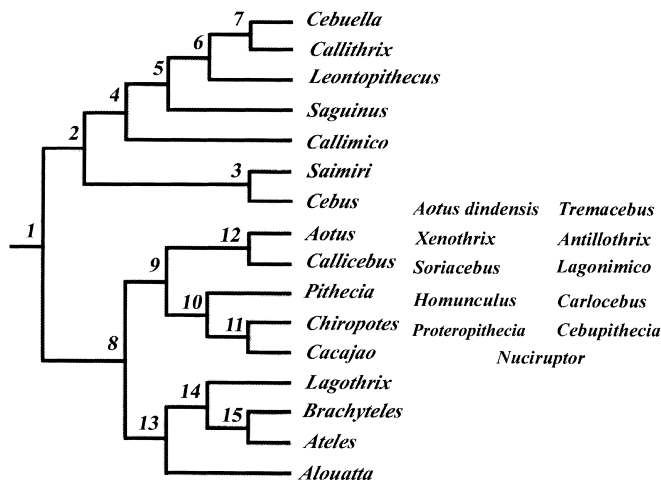 7 Cebuella
6 Callithrix
5 Leontopithecus
4 Saguinus
2 Callimico
3 Saimiri
Cebus
Aotus dindensis Tremacebus
1 12 Aotus Xenothrix Antillothrix
9 Callicebus Soriacebus Lagonimico
10 Pithecia Homunculus Carlocebus
8 11 Chiropotes Proteropithecia Cebupithecia
Cacajao Nuciruptor
14 Lagothrix
13 15 Brachyteles
Ateles
Alouatta